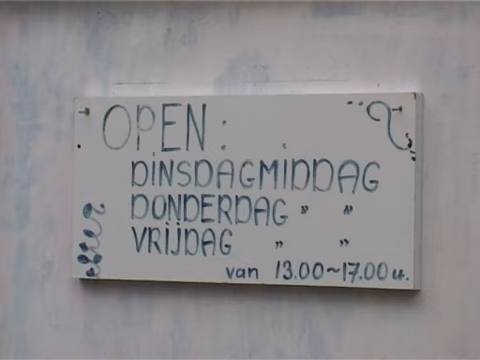 OPEN:
DINSDAGMIDDAG
DONDERDAG " "
VRIJDAG " "
van 13.00~17.00 u.